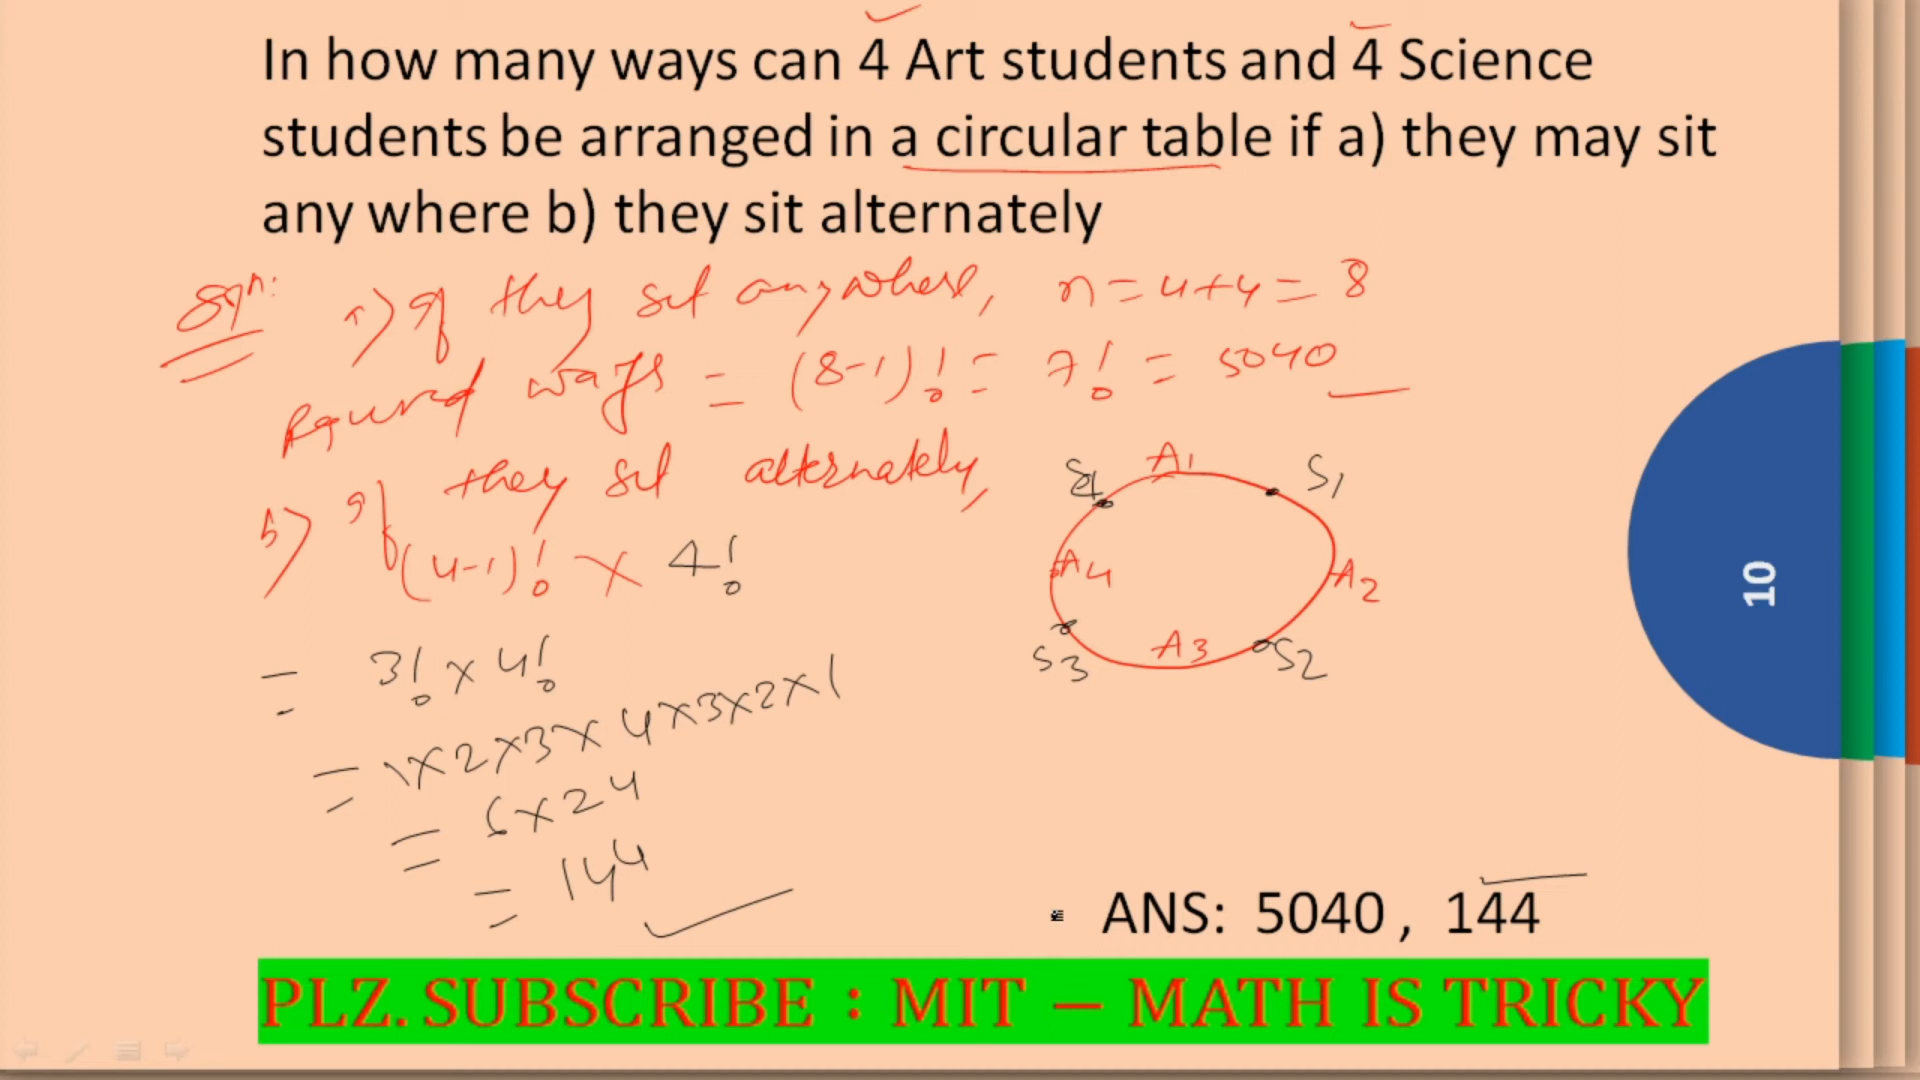 In how many ways can 4 Art students and 4 Science
students be arranged in a circular table if a) they may sit
any where b) they sit alternately
Solⁿ: a) If they sit anywhere, n = 4+4 = 8
Required ways = (8-1)! = 7! = 5040
b) If they sit alternately,
(4-1)! × 4!
= 3! × 4!
= 1×2×3×4×3×2×1
= 6×24
= 144
S4 A1 S1
A4 A2
S3 A3 S2
10
ANS: 5040 , 144
PLZ. SUBSCRIBE : MIT – MATH IS TRICKY